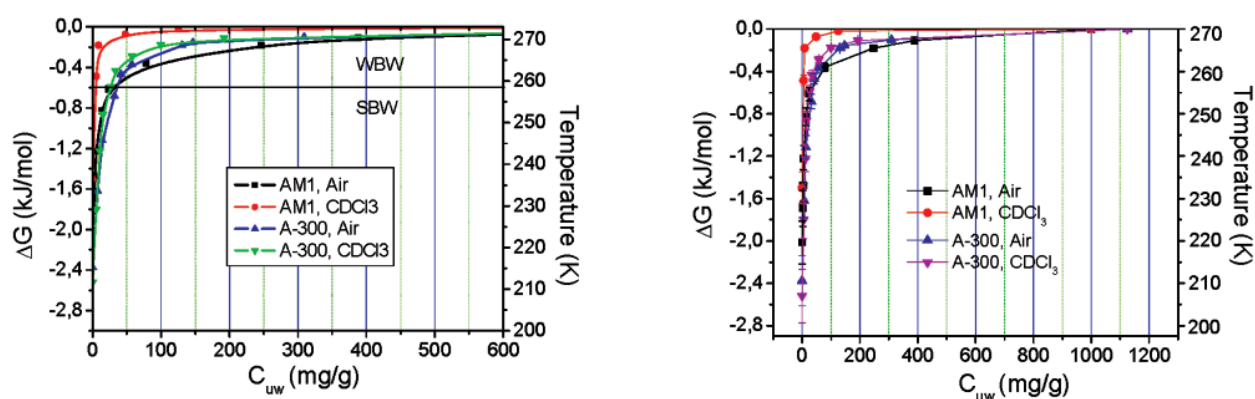 0,0
-0,4
-0,8
-1,2
-1,6
-2,0
-2,4
-2,8
ΔG (kJ/mol)
WBW
SBW
AM1, Air
AM1, CDCl3
A-300, Air
A-300, CDCl3
270
260
250
240
230
220
210
200
Temperature (K)
0 100 200 300 400 500 600
C_uw (mg/g)
0,0
-0,4
-0,8
-1,2
-1,6
-2,0
-2,4
-2,8
ΔG (kJ/mol)
AM1, Air
AM1, CDCl₃
A-300, Air
A-300, CDCl₃
270
260
250
240
230
220
210
200
Temperature (K)
0 200 400 600 800 1000 1200
C_uw (mg/g)